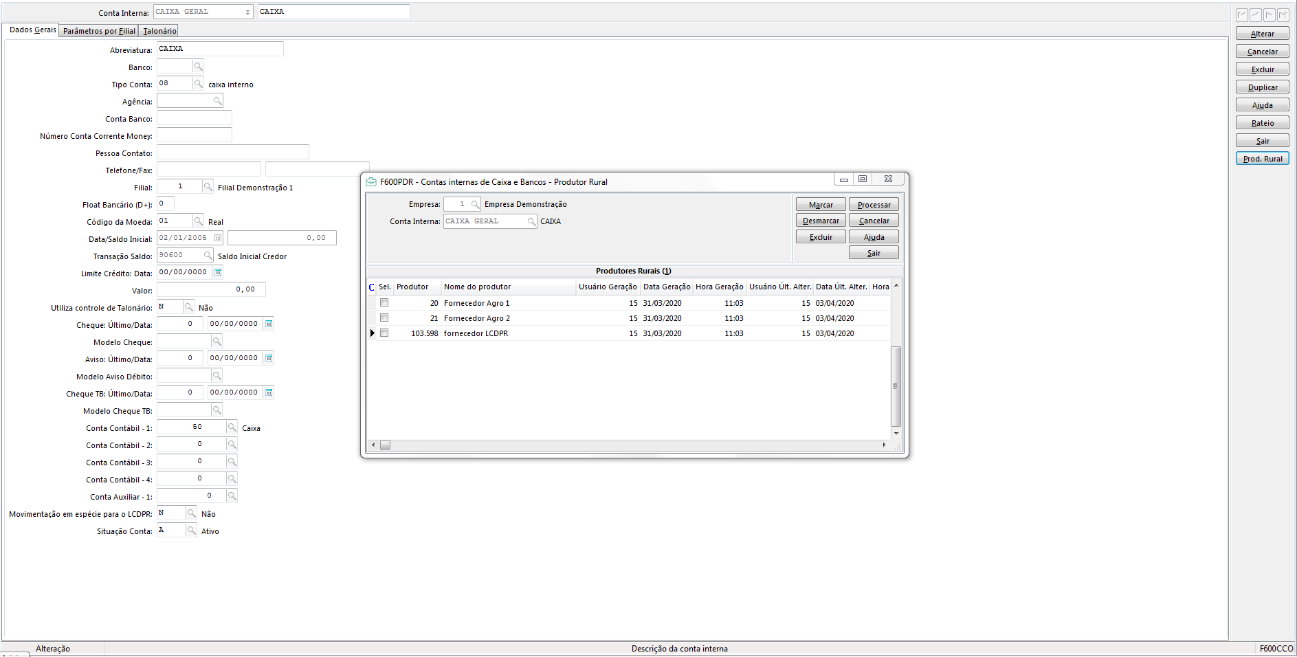 Conta Interna: CAIXA GERAL CAIXA
Dados Gerais Parâmetros por Filial Talonário
Abreviatura: CAIXA
Banco:
Tipo Conta: 08 caixa interno
Agência:
Conta Banco:
Número Conta Corrente Money:
Pessoa Contato:
Telefone/Fax:
Filial: 1 Filial Demonstração 1
Float Bancário (D+): 0
Código da Moeda: 01 Real
Data/Saldo Inicial: 02/01/2005 0,00
Transação Saldo: 90600 Saldo Inicial Credor
Limite Crédito: Data: 00/00/0000
Valor: 0,00
Utiliza controle de Talonário: N Não
Cheque: Último/Data: 0 00/00/0000
Modelo Cheque:
Aviso: Último/Data: 0 00/00/0000
Modelo Aviso Débito:
Cheque TB: Último/Data: 0 00/00/0000
Modelo Cheque TB:
Conta Contábil - 1: 50 Caixa
Conta Contábil - 2: 0
Conta Contábil - 3: 0
Conta Contábil - 4: 0
Conta Auxiliar - 1: 0
Movimentação em espécie para o LCDPR: N Não
Situação Conta: A Ativo
F600PDR - Contas internas de Caixa e Bancos - Produtor Rural
Empresa: 1 Empresa Demonstração
Conta Interna: CAIXA GERAL CAIXA
Marcar Processar
Desmarcar Cancelar
Excluir Ajuda
Sair
Produtores Rurais (1)
C Sel. Produtor Nome do produtor Usuário Geração Data Geração Hora Geração Usuário Últ. Alter. Data Últ. Alter. Hora
20 Fornecedor Agro 1 15 31/03/2020 11:03 15 03/04/2020
21 Fornecedor Agro 2 15 31/03/2020 11:03 15 03/04/2020
103.598 fornecedor LCDPR 15 31/03/2020 11:03 15 03/04/2020
Alterar
Cancelar
Excluir
Duplicar
Ajuda
Rateio
Sair
Prod. Rural
Alteração Descrição da conta interna F600CCO